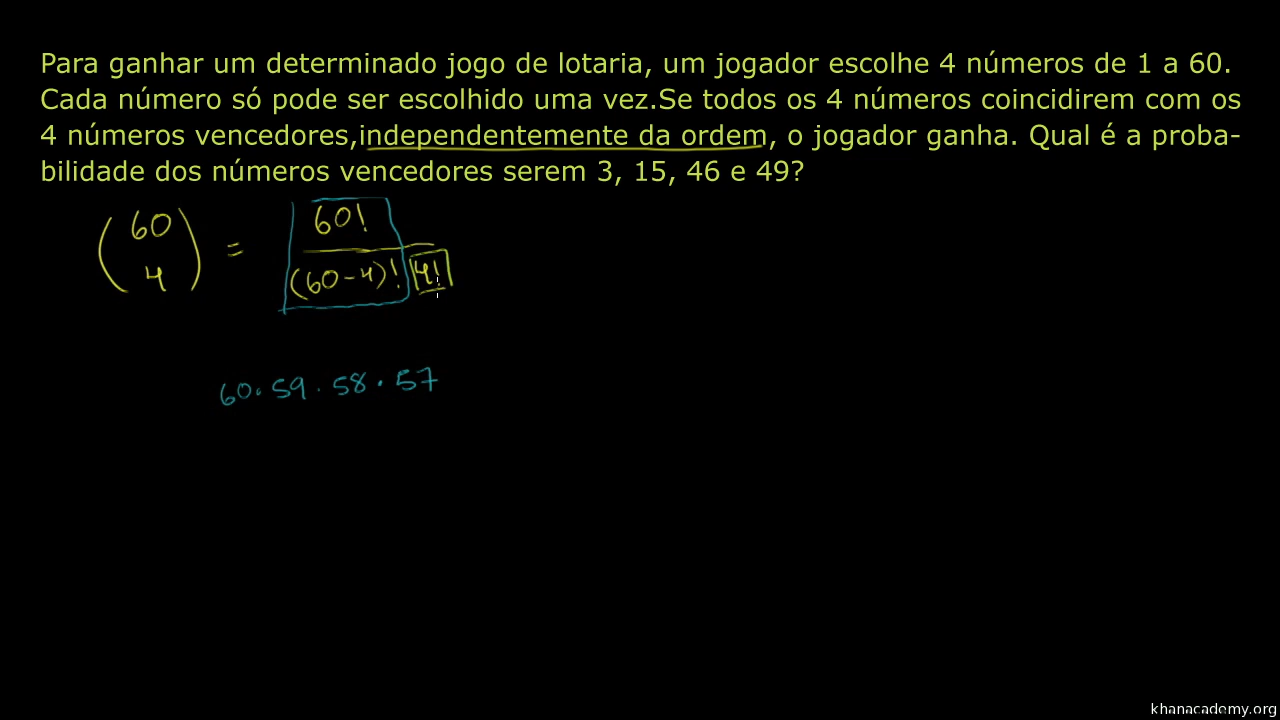 Para ganhar um determinado jogo de lotaria, um jogador escolhe 4 números de 1 a 60.
Cada número só pode ser escolhido uma vez.Se todos os 4 números coincidirem com os
4 números vencedores,independentemente da ordem, o jogador ganha. Qual é a proba-
bilidade dos números vencedores serem 3, 15, 46 e 49?
(60 4) = 60! / (60-4)! 4!
60 · 59 · 58 · 57
khanacademy.org